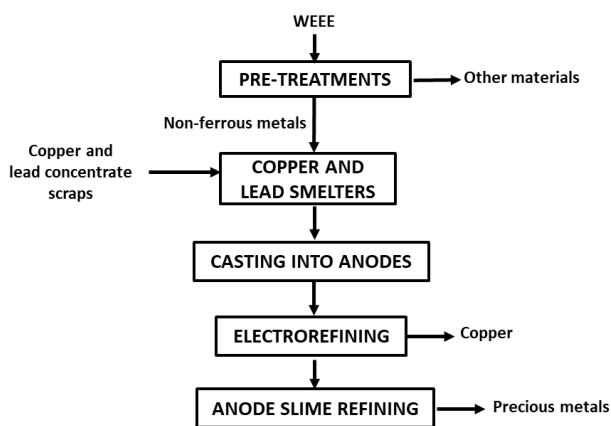 WEEE
PRE-TREATMENTS
Other materials
Non-ferrous metals
Copper and
lead concentrate
scraps
COPPER AND
LEAD SMELTERS
CASTING INTO ANODES
ELECTROREFINING
Copper
ANODE SLIME REFINING
Precious metals